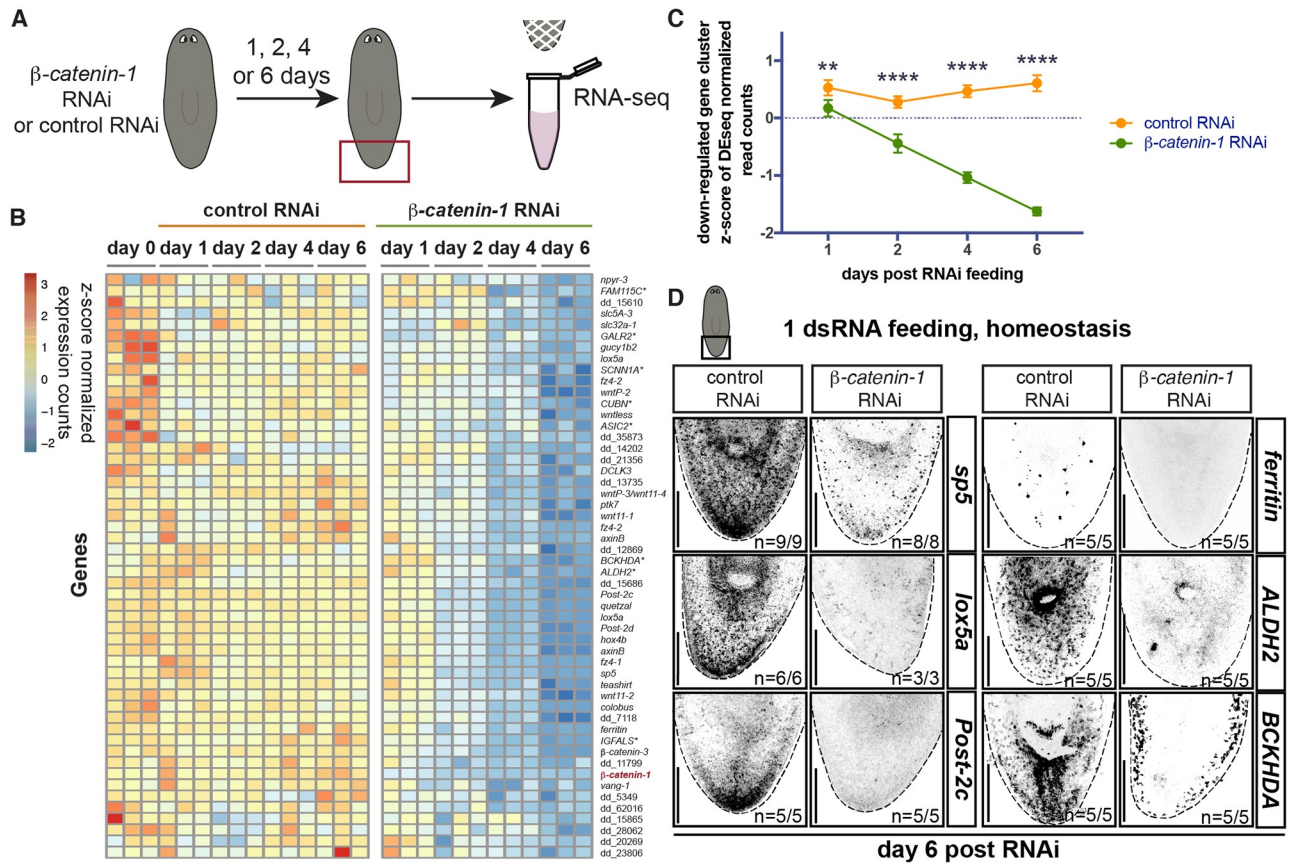 A
β-catenin-1
RNAi
or control RNAi
1, 2, 4
or 6 days
RNA-seq
B
control RNAi
β-catenin-1 RNAi
day 0 day 1 day 2 day 4 day 6
day 1 day 2 day 4 day 6
3
2
1
0
−1
−2
z-score normalized
expression counts
Genes
npyr-3
FAM115C*
dd_15610
slc5A-3
slc32a-1
GALR2*
gucy1b2
lox5a
SCNN1A*
fz4-2
wntP-2
CUBN*
wntless
ASIC2*
dd_35873
dd_14202
dd_21356
DCLK3
dd_13735
wntP-3/wnt11-4
ptk7
wnt11-1
fz4-2
axinB
dd_12869
BCKHDA*
ALDH2*
dd_15686
Post-2c
quetzal
lox5a
Post-2d
hox4b
axinB
fz4-1
sp5
teashirt
wnt11-2
colobus
dd_7118
ferritin
IGFALS*
β-catenin-3
dd_11799
β-catenin-1
vang-1
dd_5349
dd_62016
dd_15865
dd_28062
dd_20269
dd_23806
C
down-regulated gene cluster
z-score of DEseq normalized
read counts
1
0
-1
-2
** **** **** ****
1 2 4 6
days post RNAi feeding
control RNAi
β-catenin-1 RNAi
D
1 dsRNA feeding, homeostasis
control
RNAi
β-catenin-1
RNAi
control
RNAi
β-catenin-1
RNAi
n=9/9
n=8/8
sp5
n=5/5
n=5/5
ferritin
n=6/6
n=3/3
lox5a
n=5/5
n=5/5
ALDH2
n=5/5
n=5/5
Post-2c
n=5/5
n=5/5
BCKHDA
day 6 post RNAi